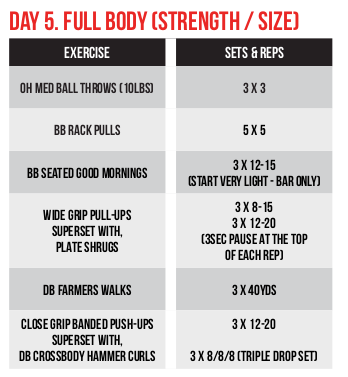 DAY 5. FULL BODY (STRENGTH / SIZE)
EXERCISE
SETS & REPS
OH MED BALL THROWS (10LBS)
3 X 3
BB RACK PULLS
5 X 5
BB SEATED GOOD MORNINGS
3 X 12-15
(START VERY LIGHT - BAR ONLY)
WIDE GRIP PULL-UPS
SUPERSET WITH,
PLATE SHRUGS
3 X 8-15
3 X 12-20
(3SEC PAUSE AT THE TOP
OF EACH REP)
DB FARMERS WALKS
3 X 40YDS
CLOSE GRIP BANDED PUSH-UPS
SUPERSET WITH,
DB CROSSBODY HAMMER CURLS
3 X 12-20
3 X 8/8/8 (TRIPLE DROP SET)